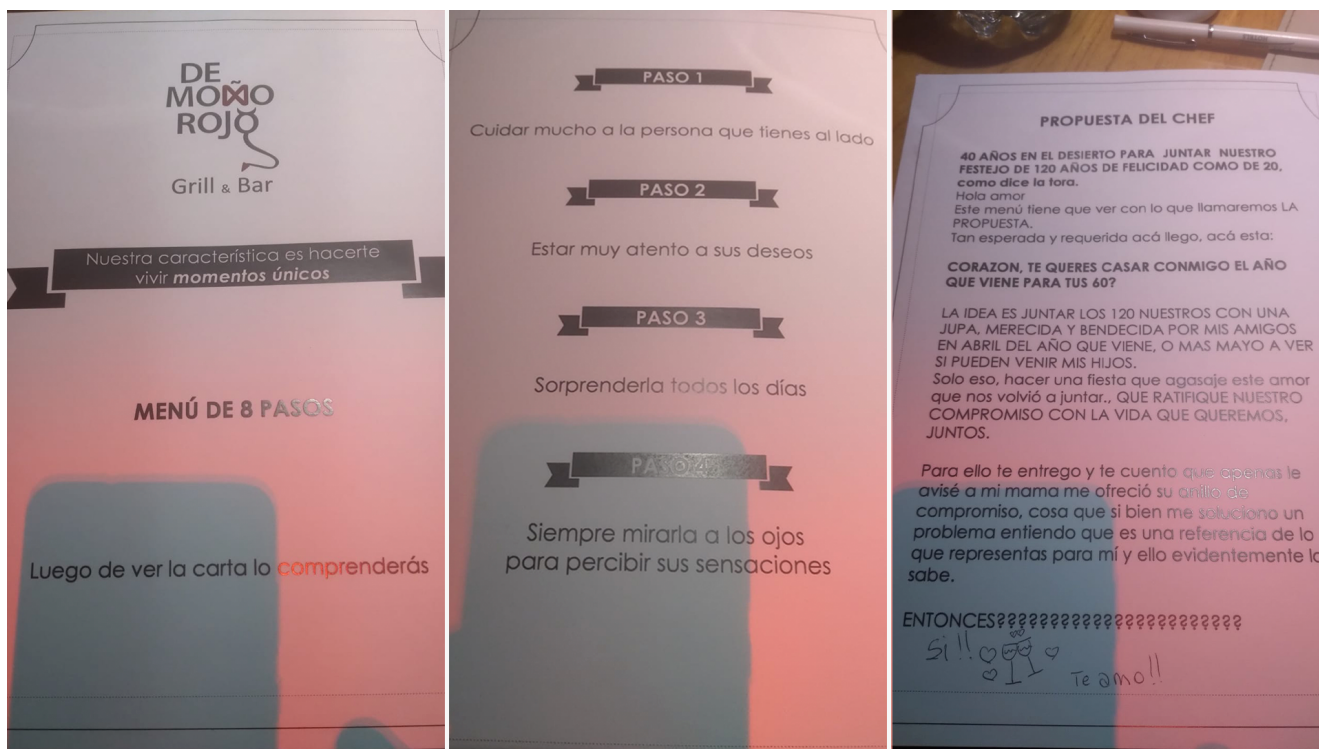 DE
MOÑO
ROJO
Grill & Bar
Nuestra característica es hacerte
vivir momentos únicos
MENÚ DE 8 PASOS
Luego de ver la carta lo comprenderás
PASO 1
Cuidar mucho a la persona que tienes al lado
PASO 2
Estar muy atento a sus deseos
PASO 3
Sorprenderla todos los días
PASO 4
Siempre mirarla a los ojos
para percibir sus sensaciones
PROPUESTA DEL CHEF
40 AÑOS EN EL DESIERTO PARA JUNTAR NUESTRO
FESTEJO DE 120 AÑOS DE FELICIDAD COMO DE 20,
como dice la tora.
Hola amor
Este menú tiene que ver con lo que llamaremos LA
PROPUESTA.
Tan esperada y requerida acá llego, acá esta:
CORAZON, TE QUERES CASAR CONMIGO EL AÑO
QUE VIENE PARA TUS 60?
LA IDEA ES JUNTAR LOS 120 NUESTROS CON UNA
JUPA, MERECIDA Y BENDECIDA POR MIS AMIGOS
EN ABRIL DEL AÑO QUE VIENE, O MAS MAYO A VER
SI PUEDEN VENIR MIS HIJOS.
Solo eso, hacer una fiesta que agasaje este amor
que nos volvió a juntar., QUE RATIFIQUE NUESTRO
COMPROMISO CON LA VIDA QUE QUEREMOS,
JUNTOS.
Para ello te entrego y te cuento que apenas le
avisé a mi mama me ofreció su anillo de
compromiso, cosa que si bien me soluciono un
problema entiendo que es una referencia de lo
que representas para mí y ello evidentemente lo
sabe.
ENTONCES???????????????????????
Si!!
Te amo!!